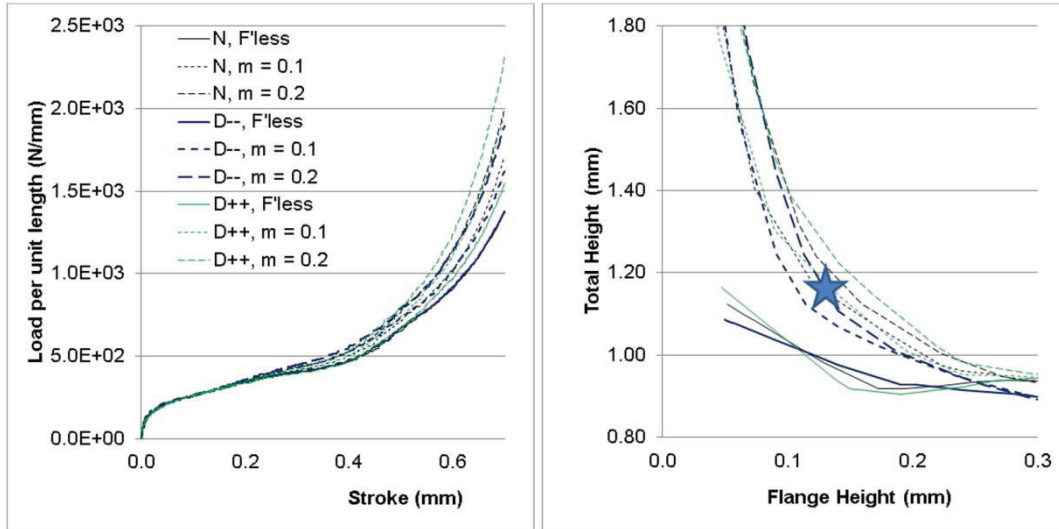 Load per unit length (N/mm)
2.5E+03
2.0E+03
1.5E+03
1.0E+03
5.0E+02
0.0E+00
N, F'less
N, m = 0.1
N, m = 0.2
D--, F'less
D--, m = 0.1
D--, m = 0.2
D++, F'less
D++, m = 0.1
D++, m = 0.2
0.0
0.2
0.4
0.6
Stroke (mm)
Total Height (mm)
1.80
1.60
1.40
1.20
1.00
0.80
0.0
0.1
0.2
0.3
Flange Height (mm)